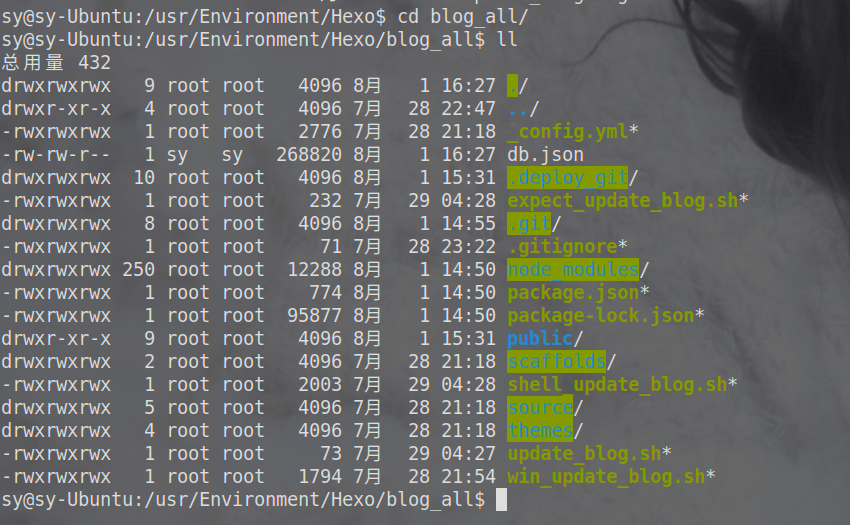 sy@sy-Ubuntu:/usr/Environment/Hexo$ cd blog_all/
sy@sy-Ubuntu:/usr/Environment/Hexo/blog_all$ ll
总用量 432
drwxrwxrwx   9 root root   4096 8月   1 16:27 ./
drwxr-xr-x   4 root root   4096 7月  28 22:47 ../
-rwxrwxrwx   1 root root   2776 7月  28 21:18 _config.yml*
-rw-rw-r--   1 sy   sy   268820 8月   1 16:27 db.json
drwxrwxrwx  10 root root   4096 8月   1 15:31 .deploy_git/
-rwxrwxrwx   1 root root    232 7月  29 04:28 expect_update_blog.sh*
drwxrwxrwx   8 root root   4096 8月   1 14:55 .git/
-rwxrwxrwx   1 root root     71 7月  28 23:22 .gitignore*
drwxrwxrwx 250 root root  12288 8月   1 14:50 node_modules/
-rwxrwxrwx   1 root root    774 8月   1 14:50 package.json*
-rwxrwxrwx   1 root root  95877 8月   1 14:50 package-lock.json*
drwxr-xr-x   9 root root   4096 8月   1 15:31 public/
drwxrwxrwx   2 root root   4096 7月  28 21:18 scaffolds/
-rwxrwxrwx   1 root root   2003 7月  29 04:28 shell_update_blog.sh*
drwxrwxrwx   5 root root   4096 7月  28 21:18 source/
drwxrwxrwx   4 root root   4096 7月  28 21:18 themes/
-rwxrwxrwx   1 root root     73 7月  29 04:27 update_blog.sh*
-rwxrwxrwx   1 root root   1794 7月  28 21:54 win_update_blog.sh*
sy@sy-Ubuntu:/usr/Environment/Hexo/blog_all$